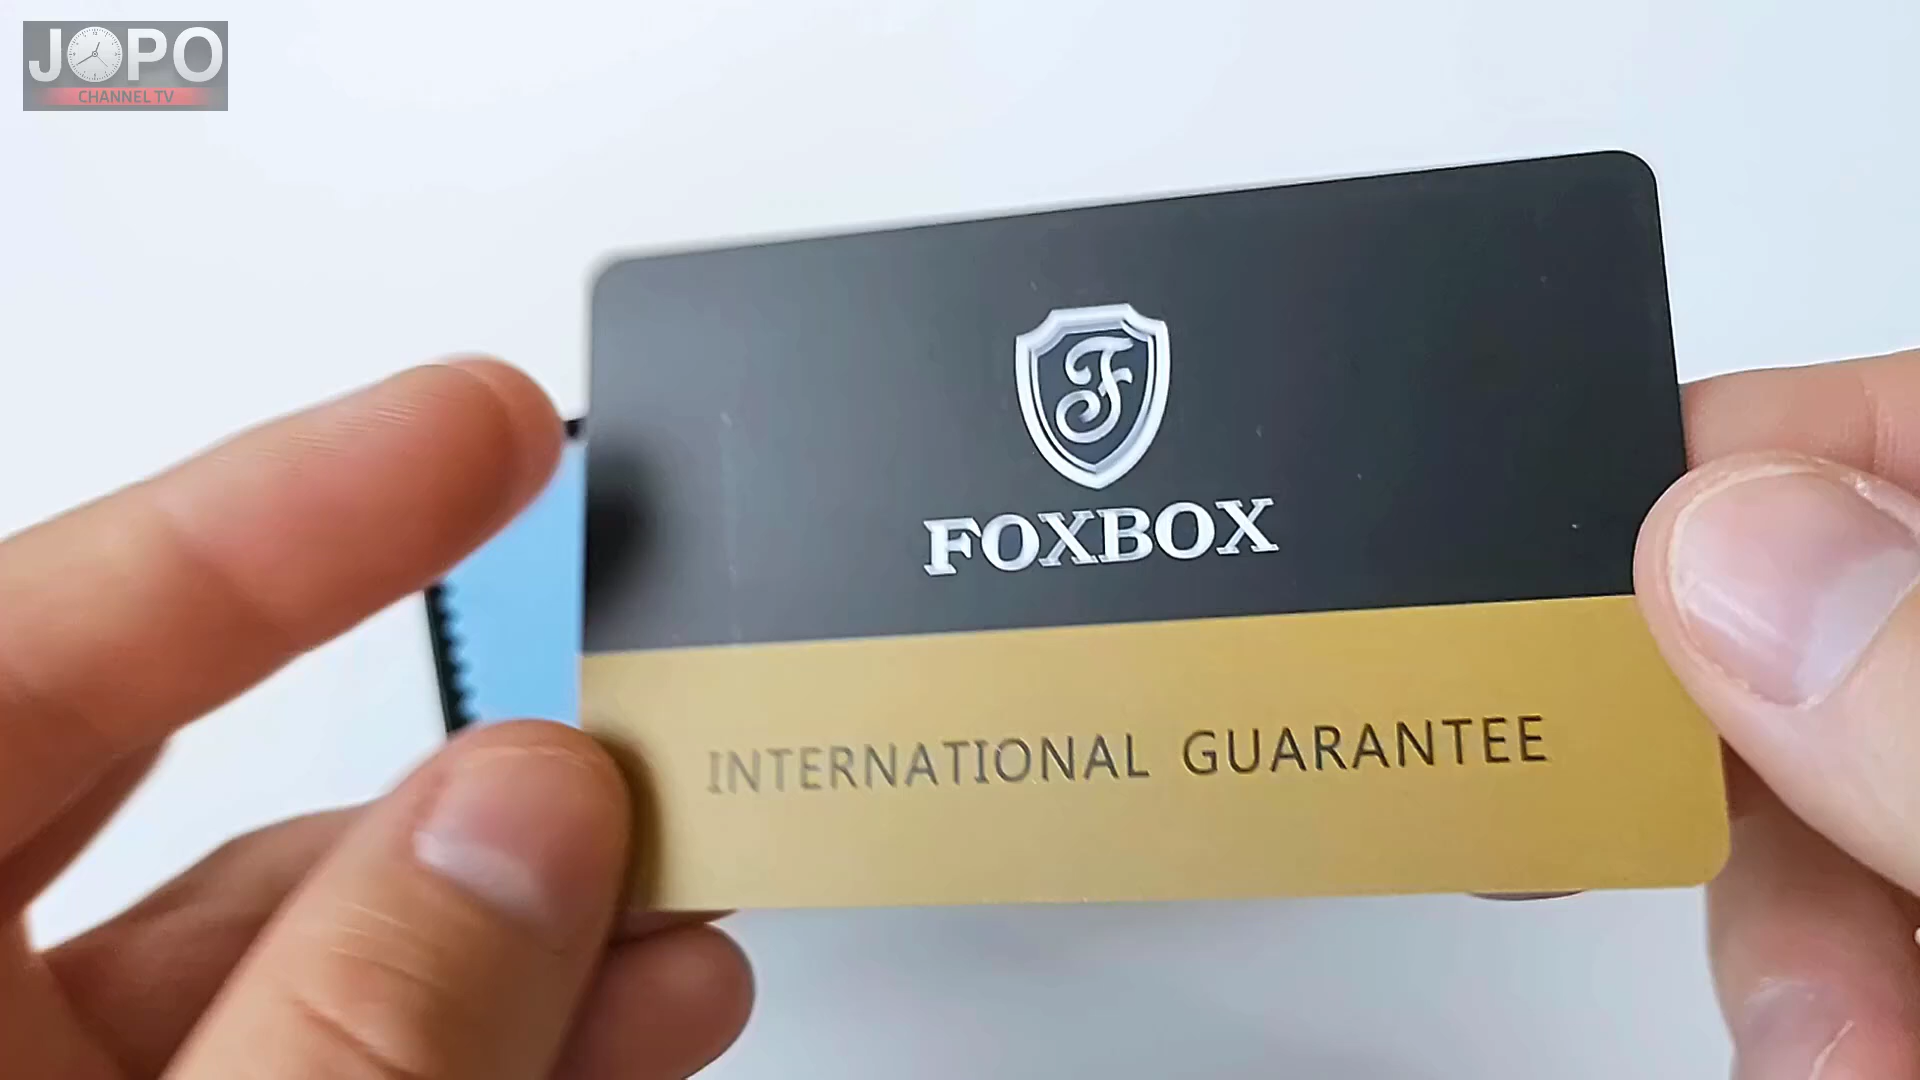 JOPO
CHANNEL TV
F
FOXBOX
INTERNATIONAL GUARANTEE